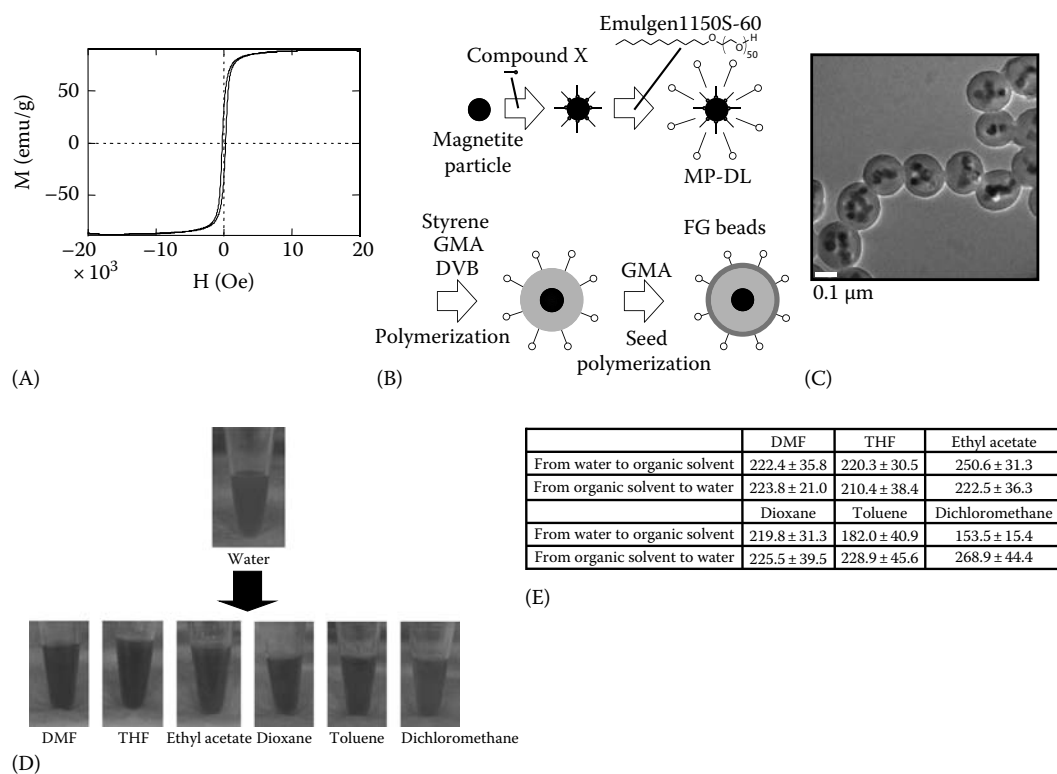 50
0
−50
−20
−10
0
10
20
× 10³
H (Oe)
M (emu/g)
(A)
Emulgen1150S-60
O
O
H
50
Compound X
Magnetite
particle
MP-DL
Styrene
GMA
DVB
Polymerization
GMA
Seed
polymerization
FG beads
(B)
0.1 μm
(C)
Water
DMF
THF
Ethyl acetate
Dioxane
Toluene
Dichloromethane
(D)
DMF THF Ethyl acetate
From water to organic solvent 222.4 ± 35.8 220.3 ± 30.5 250.6 ± 31.3
From organic solvent to water 223.8 ± 21.0 210.4 ± 38.4 222.5 ± 36.3
Dioxane Toluene Dichloromethane
From water to organic solvent 219.8 ± 31.3 182.0 ± 40.9 153.5 ± 15.4
From organic solvent to water 225.5 ± 39.5 228.9 ± 45.6 268.9 ± 44.4
(E)